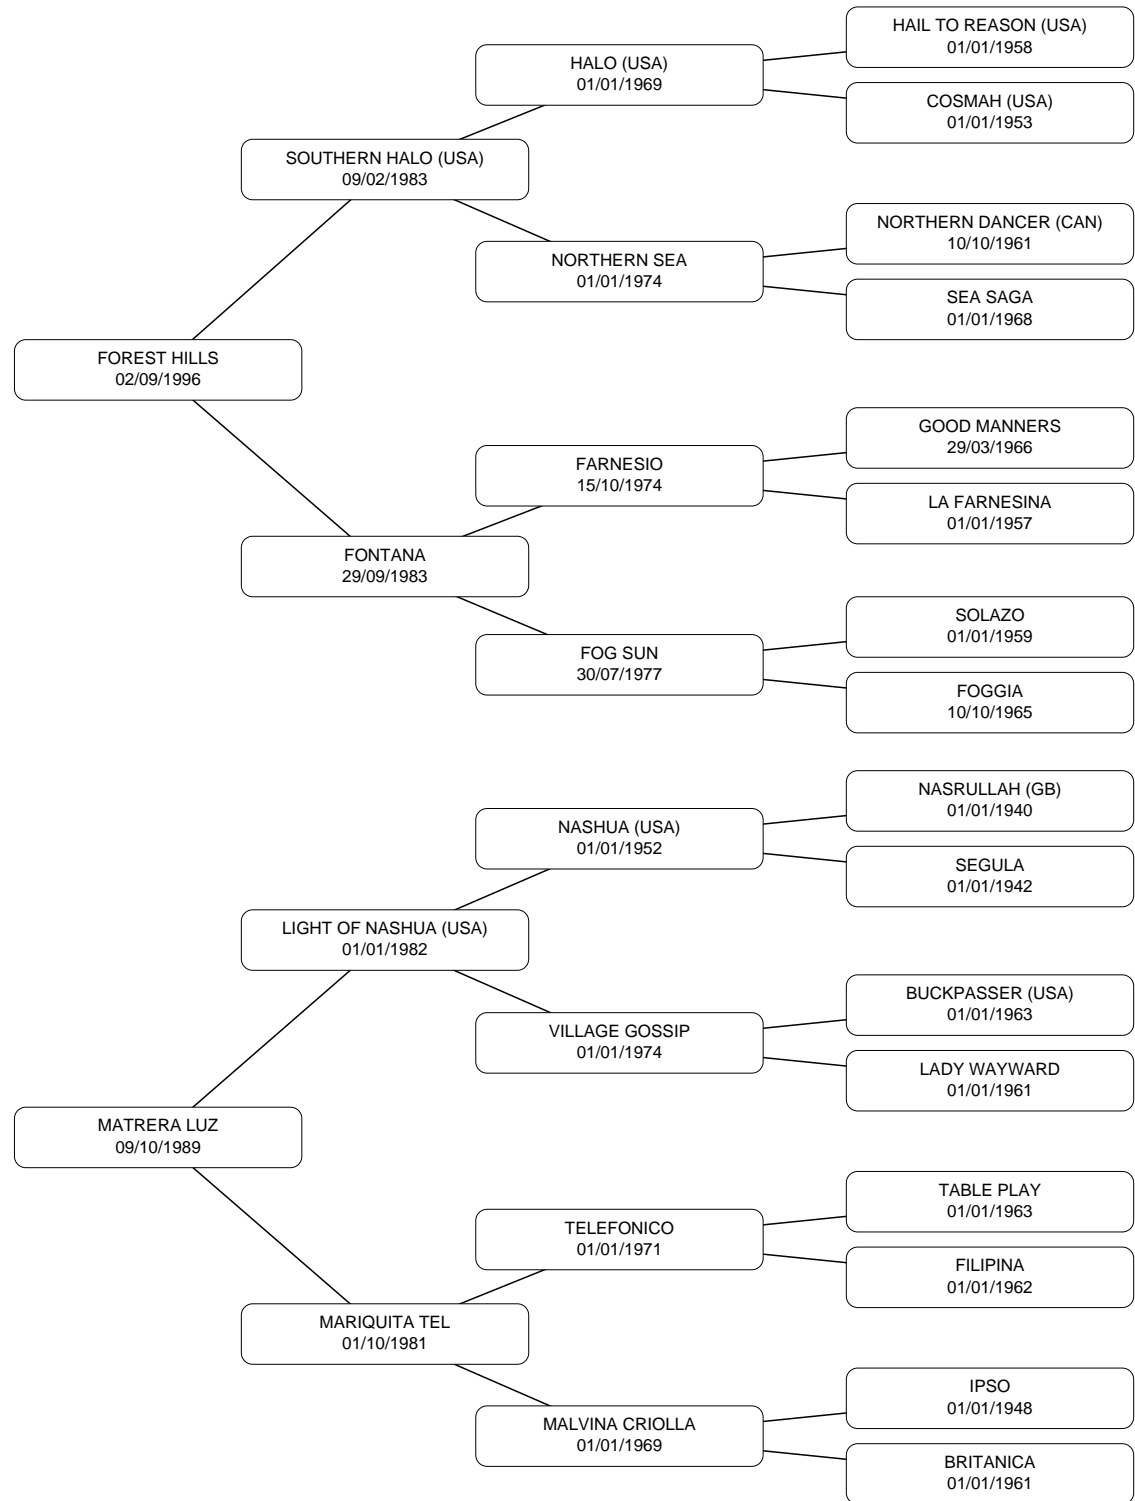 HAIL TO REASON (USA)
01/01/1958
HALO (USA)
01/01/1969
COSMAH (USA)
01/01/1953
SOUTHERN HALO (USA)
09/02/1983
NORTHERN DANCER (CAN)
10/10/1961
NORTHERN SEA
01/01/1974
SEA SAGA
01/01/1968
FOREST HILLS
02/09/1996
GOOD MANNERS
29/03/1966
FARNESIO
15/10/1974
LA FARNESINA
01/01/1957
FONTANA
29/09/1983
SOLAZO
01/01/1959
FOG SUN
30/07/1977
FOGGIA
10/10/1965
NASRULLAH (GB)
01/01/1940
NASHUA (USA)
01/01/1952
SEGULA
01/01/1942
LIGHT OF NASHUA (USA)
01/01/1982
BUCKPASSER (USA)
01/01/1963
VILLAGE GOSSIP
01/01/1974
LADY WAYWARD
01/01/1961
MATRERA LUZ
09/10/1989
TABLE PLAY
01/01/1963
TELEFONICO
01/01/1971
FILIPINA
01/01/1962
MARIQUITA TEL
01/10/1981
IPSO
01/01/1948
MALVINA CRIOLLA
01/01/1969
BRITANICA
01/01/1961